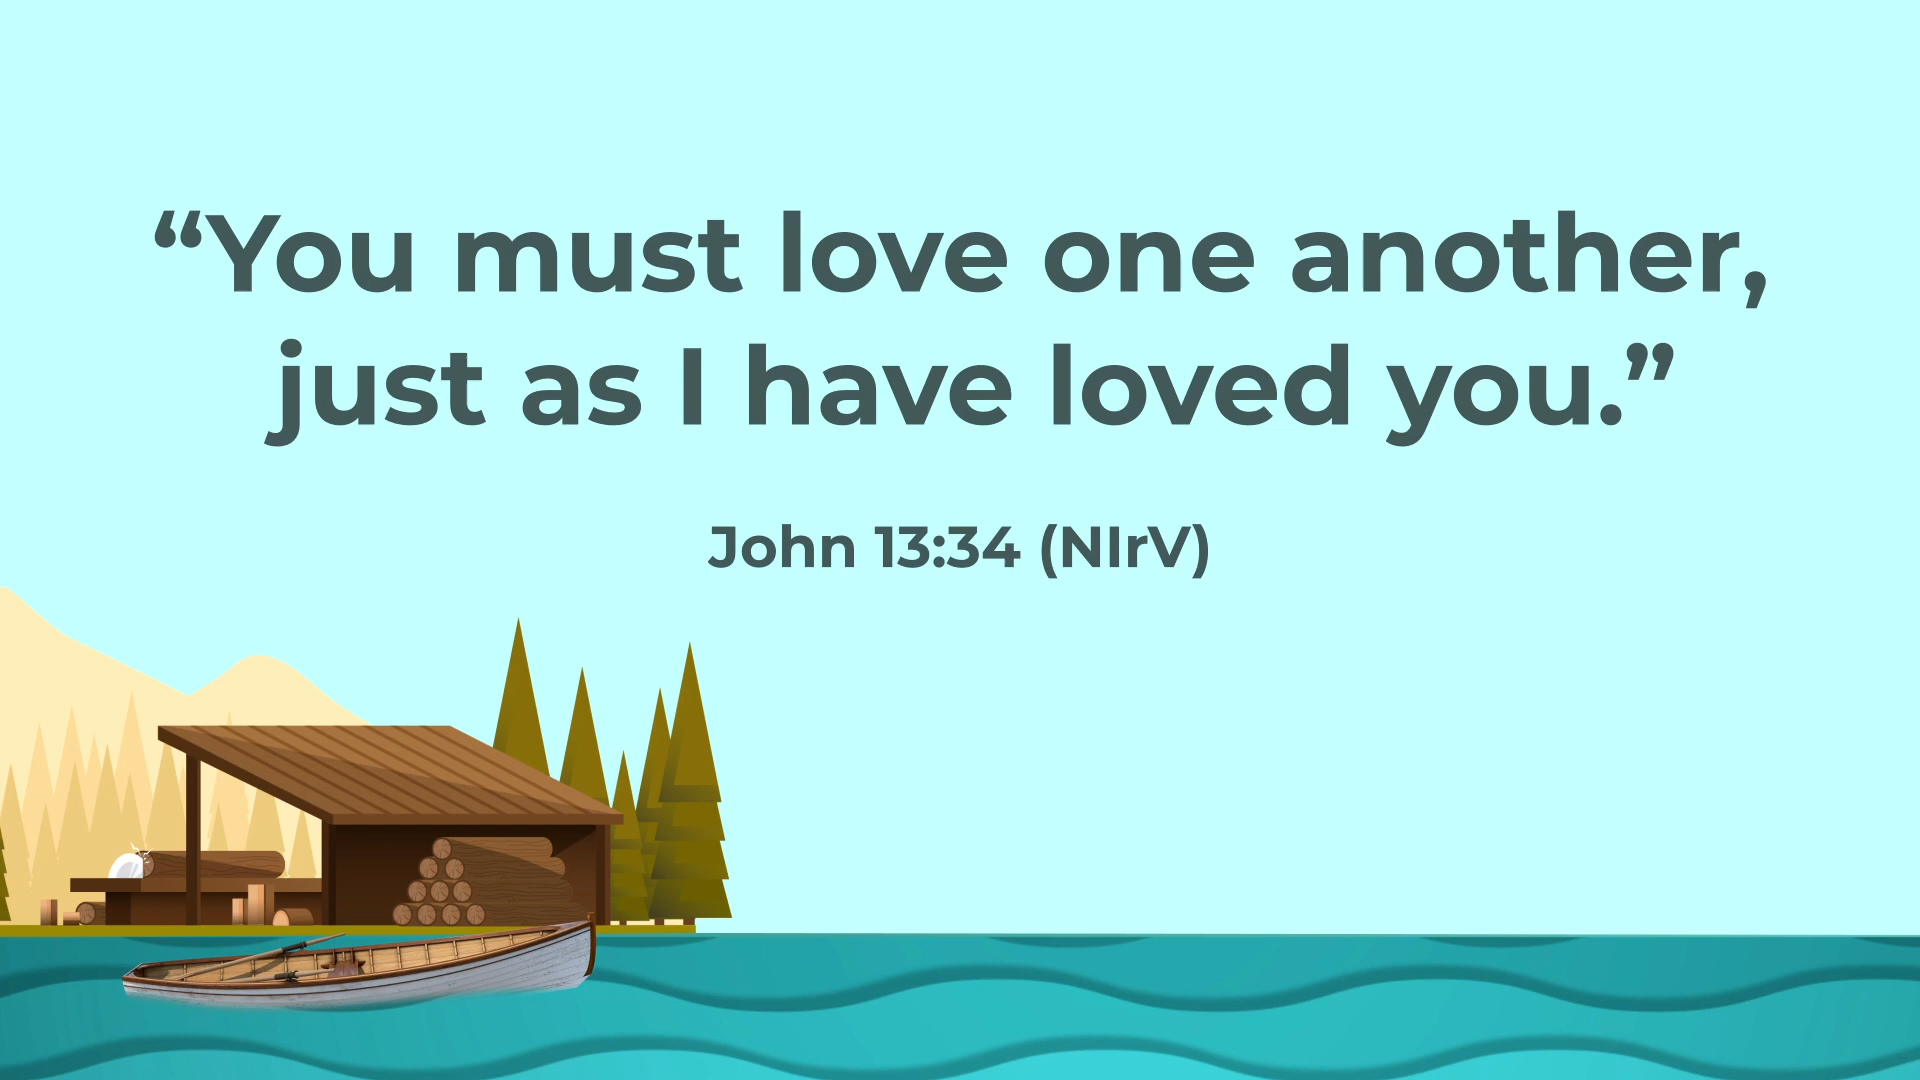 “You must love one another,
just as I have loved you.”
John 13:34 (NIrV)